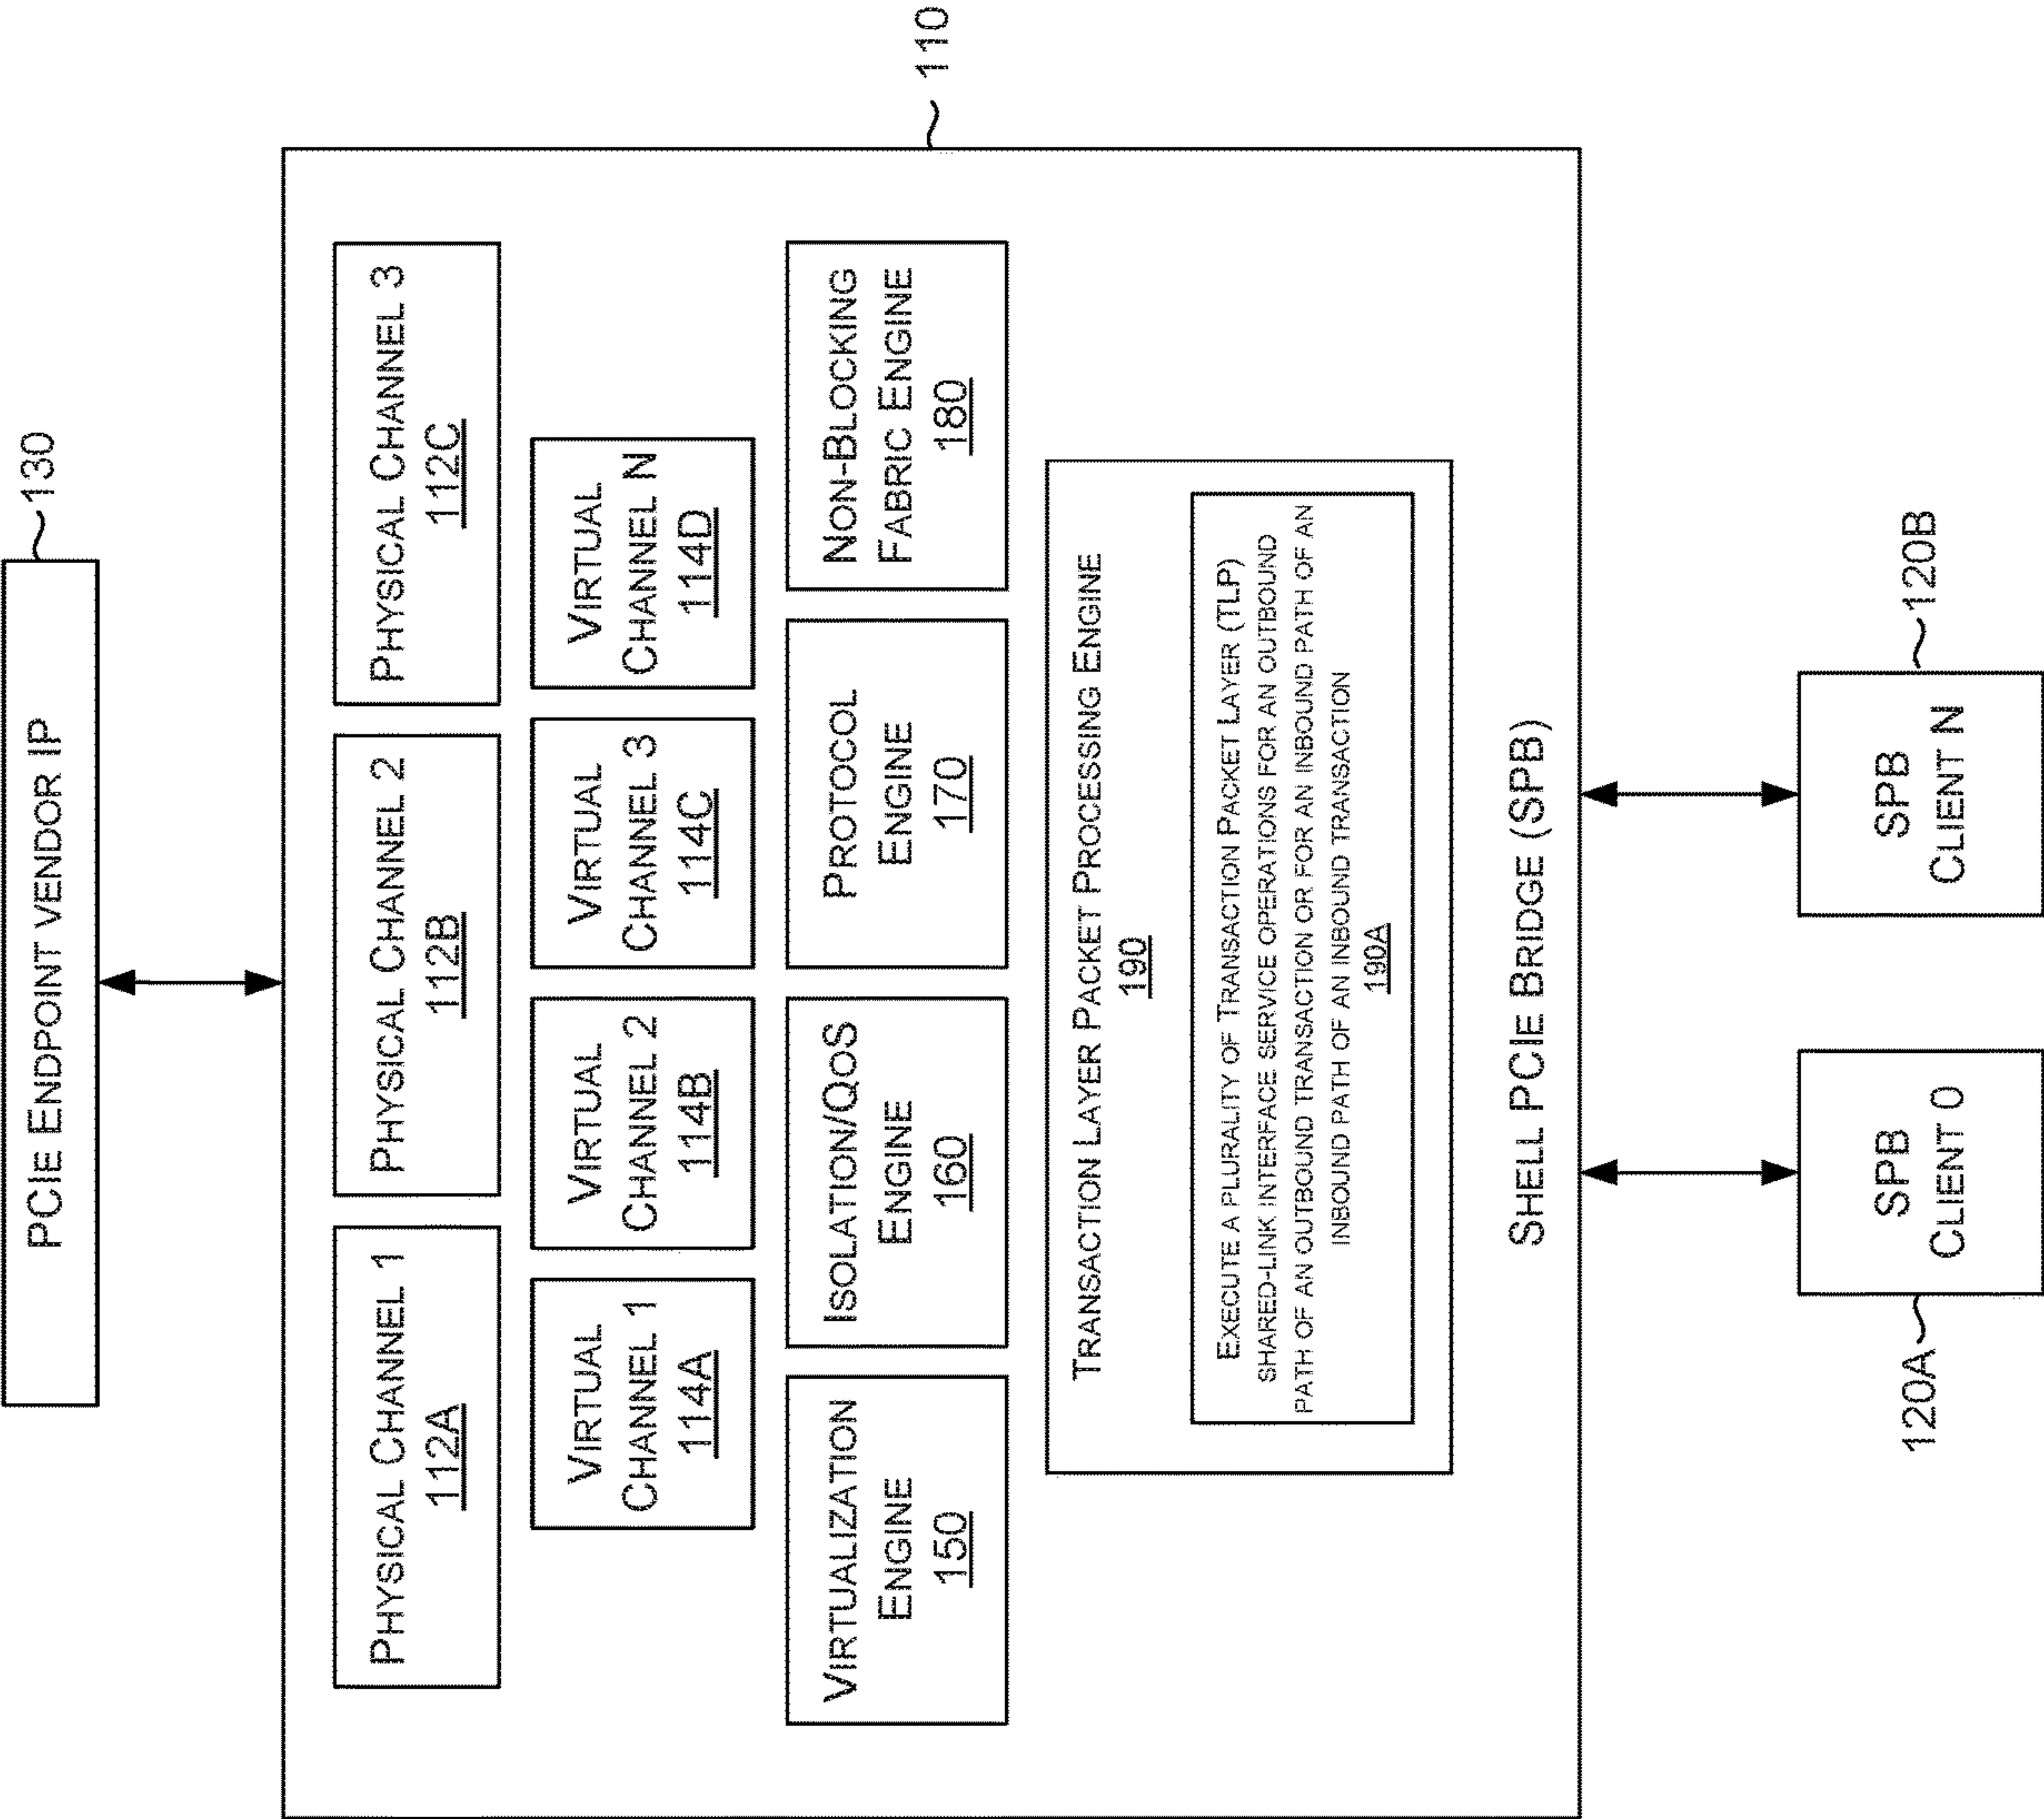 PCIE ENDPOINT VENDOR IP
130
110
PHYSICAL CHANNEL 1
112A
PHYSICAL CHANNEL 2
112B
PHYSICAL CHANNEL 3
112C
VIRTUAL
CHANNEL 1
114A
VIRTUAL
CHANNEL 2
114B
VIRTUAL
CHANNEL 3
114C
VIRTUAL
CHANNEL N
114D
VIRTUALIZATION
ENGINE
150
ISOLATION/QOS
ENGINE
160
PROTOCOL
ENGINE
170
NON-BLOCKING
FABRIC ENGINE
180
TRANSACTION LAYER PACKET PROCESSING ENGINE
190
EXECUTE A PLURALITY OF TRANSACTION PACKET LAYER (TLP)
SHARED-LINK INTERFACE SERVICE OPERATIONS FOR AN OUTBOUND
PATH OF AN OUTBOUND TRANSACTION OR FOR AN INBOUND PATH OF AN
INBOUND PATH OF AN INBOUND TRANSACTION
190A
SHELL PCIE BRIDGE (SPB)
SPB
CLIENT 0
120A
SPB
CLIENT N
120B